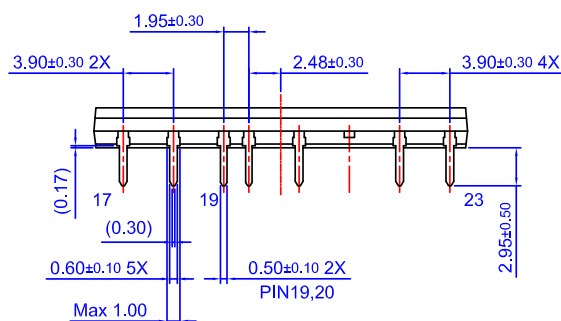 1.95±0.30
3.90±0.30 2X
2.48±0.30
3.90±0.30 4X
(0.17)
17
19
23
(0.30)
2.95±0.50
0.60±0.10 5X
0.50±0.10 2X
PIN19,20
Max 1.00